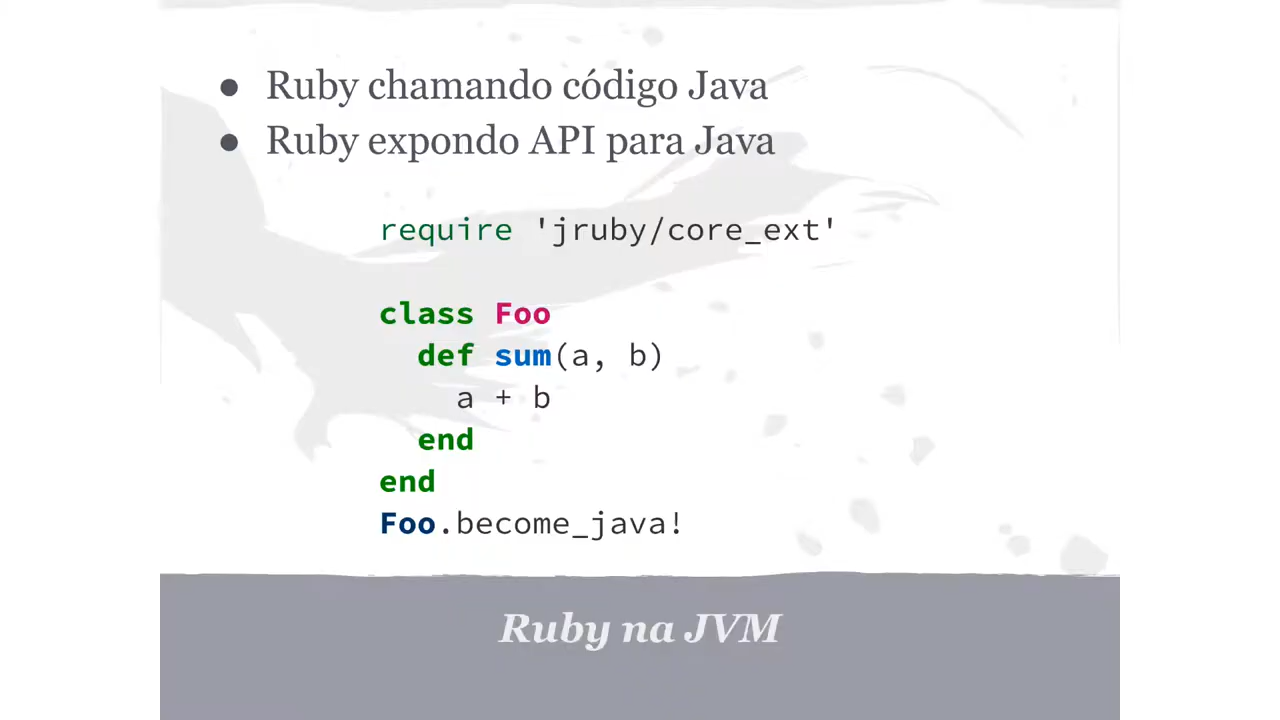 ● Ruby chamando código Java
● Ruby expondo API para Java
require 'jruby/core_ext'
class Foo
  def sum(a, b)
    a + b
  end
end
Foo.become_java!
Ruby na JVM